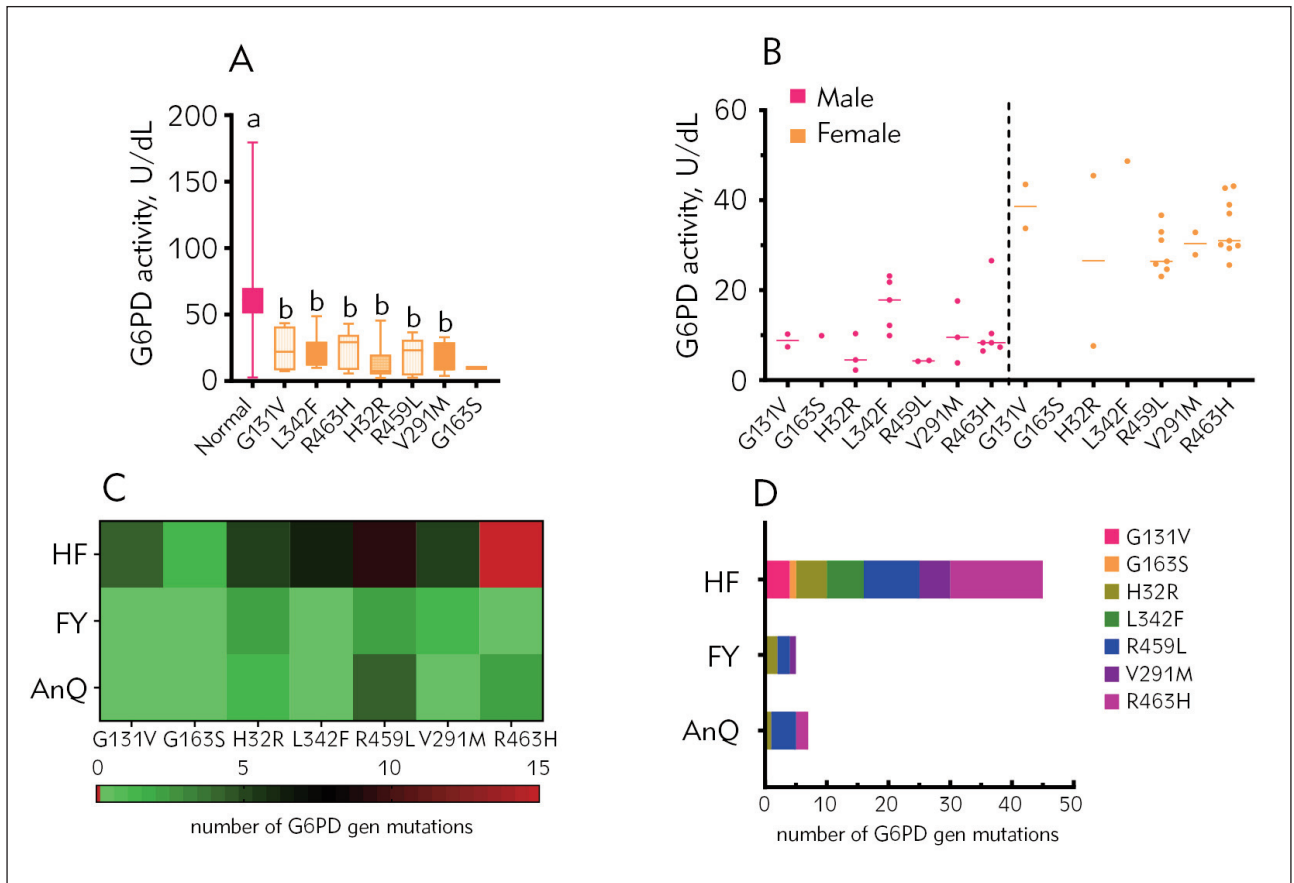 A
G6PD activity, U/dL
200
150
100
50
0
a
b b b b b b
Normal G131V L342F R463H H32R R459L V291M G163S
B
Male
Female
G6PD activity, U/dL
60
40
20
0
G131V G163S H32R L342F R459L V291M R463H G131V G163S H32R L342F R459L V291M R463H
C
HF
FY
AnQ
G131V G163S H32R L342F R459L V291M R463H
0 5 10 15
number of G6PD gen mutations
D
HF
FY
AnQ
0 10 20 30 40 50
number of G6PD gen mutations
G131V
G163S
H32R
L342F
R459L
V291M
R463H